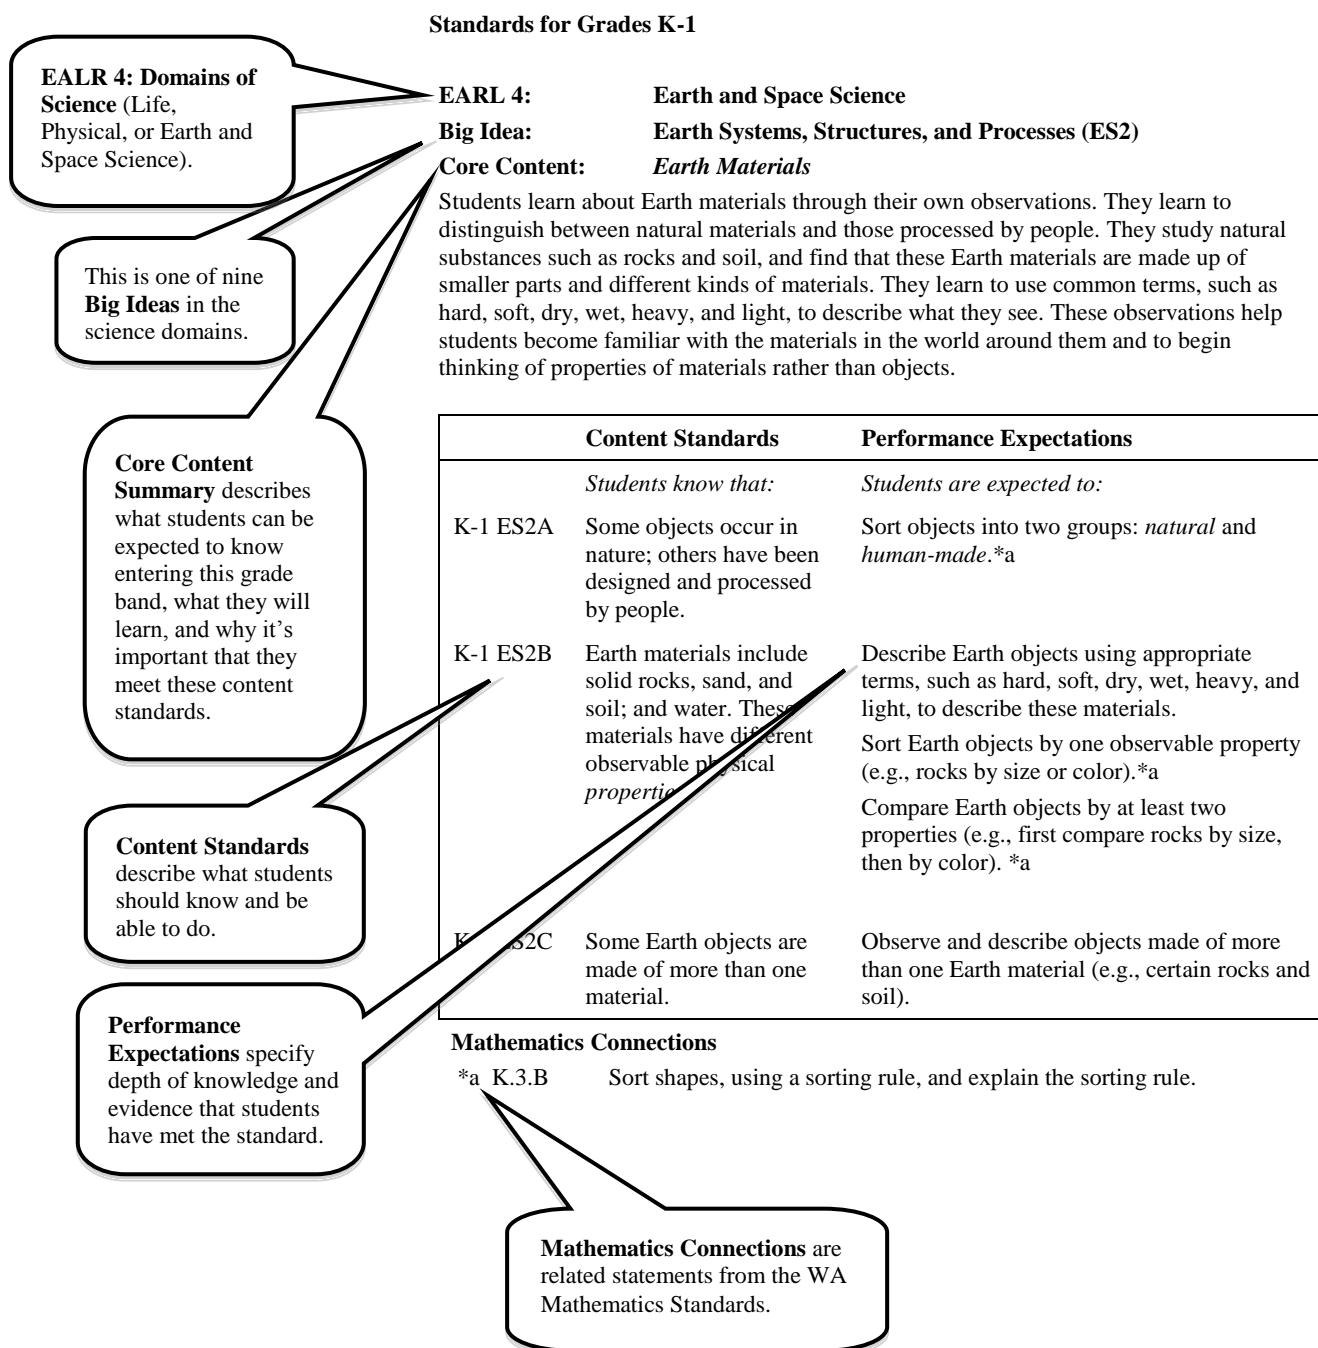 Standards for Grades K-1
EALR 4: Domains of
Science (Life,
Physical, or Earth and
Space Science).
EARL 4: Earth and Space Science
Big Idea: Earth Systems, Structures, and Processes (ES2)
Core Content: Earth Materials
Students learn about Earth materials through their own observations. They learn to
distinguish between natural materials and those processed by people. They study natural
substances such as rocks and soil, and find that these Earth materials are made up of
smaller parts and different kinds of materials. They learn to use common terms, such as
hard, soft, dry, wet, heavy, and light, to describe what they see. These observations help
students become familiar with the materials in the world around them and to begin
thinking of properties of materials rather than objects.
This is one of nine
Big Ideas in the
science domains.
Core Content
Summary describes
what students can be
expected to know
entering this grade
band, what they will
learn, and why it’s
important that they
meet these content
standards.
Content Standards Performance Expectations
Students know that: Students are expected to:
K-1 ES2A
Some objects occur in
nature; others have been
designed and processed
by people.
Sort objects into two groups: natural and
human-made.*a
K-1 ES2B
Earth materials include
solid rocks, sand, and
soil; and water. These
materials have different
observable physical
Describe Earth objects using appropriate
terms, such as hard, soft, dry, wet, heavy, and
light, to describe these materials.
Sort Earth objects by one observable property
(e.g., rocks by size or color).*a
Compare Earth objects by at least two
properties (e.g., first compare rocks by size,
then by color). *a
Content Standards
describe what students
should know and be
able to do.
Some Earth objects are
made of more than one
material.
Observe and describe objects made of more
than one Earth material (e.g., certain rocks and
soil).
Performance
Expectations specify
depth of knowledge and
evidence that students
have met the standard.
Mathematics Connections
*a K.3.B Sort shapes, using a sorting rule, and explain the sorting rule.
Mathematics Connections are
related statements from the WA
Mathematics Standards.